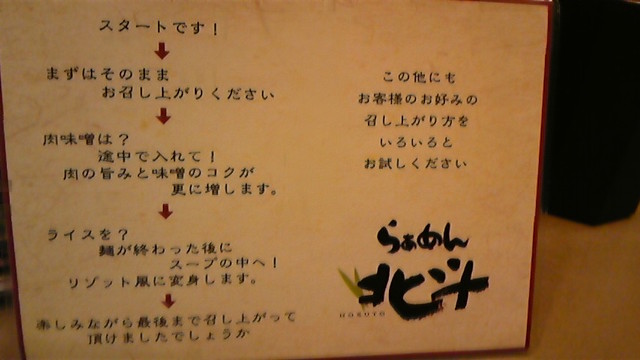 スタートです！
まずはそのまま
お召し上がりください
肉味噌は？
途中で入れて！
肉の旨みと味噌のコクが
更に増します。
ライスを？
麺が終わった後に
スープの中へ！
リゾット風に変身します。
楽しみながら最後まで召し上がって
頂けましたでしょうか
この他にも
お客様のお好みの
召し上がり方を
いろいろと
お試しください
らぁめん
北斗
HOKUTO